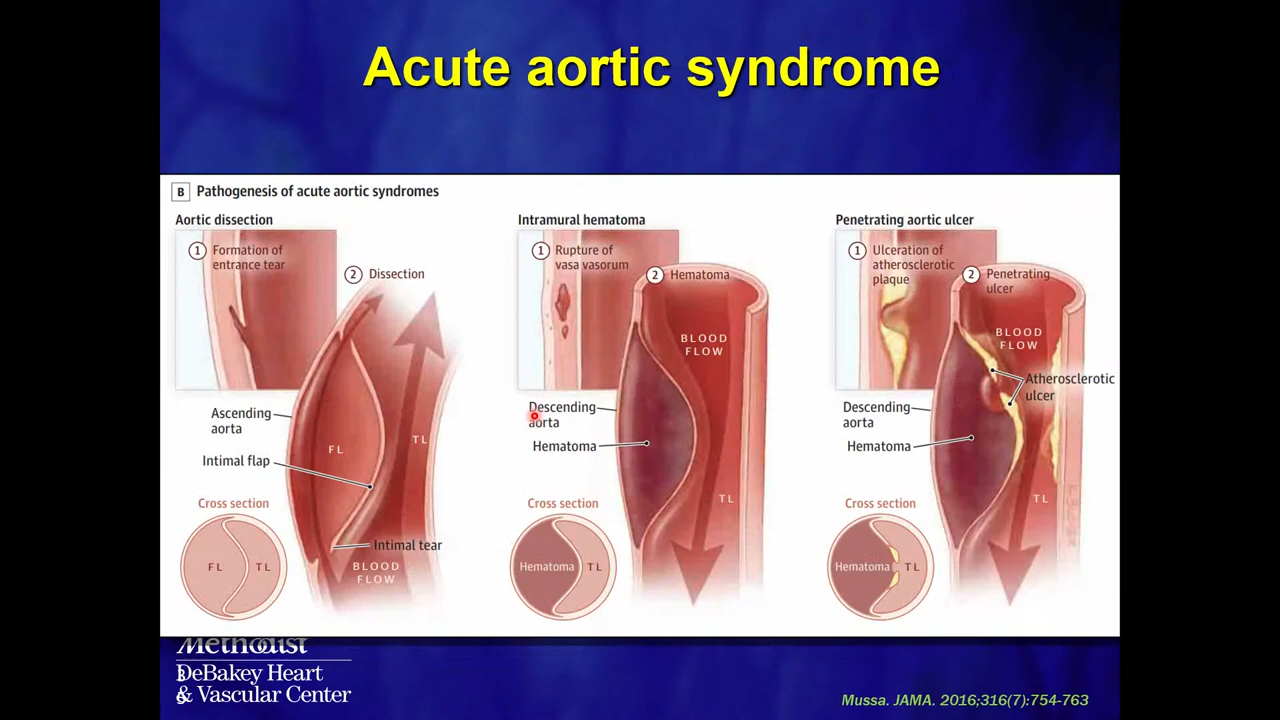 Acute aortic syndrome
B Pathogenesis of acute aortic syndromes
Aortic dissection
1 Formation of
entrance tear
2 Dissection
Ascending
aorta
FL
TL
Intimal flap
Cross section
Intimal tear
FL TL
BLOOD
FLOW
Intramural hematoma
1 Rupture of
vasa vasorum
2 Hematoma
BLOOD
FLOW
Descending
aorta
Hematoma
TL
Cross section
Hematoma TL
Penetrating aortic ulcer
1 Ulceration of
atherosclerotic
plaque
2 Penetrating
ulcer
BLOOD
FLOW
Atherosclerotic
ulcer
Descending
aorta
Hematoma
TL
Cross section
Hematoma TL
Methodist
DeBakey Heart
& Vascular Center
Mussa. JAMA. 2016;316(7):754-763